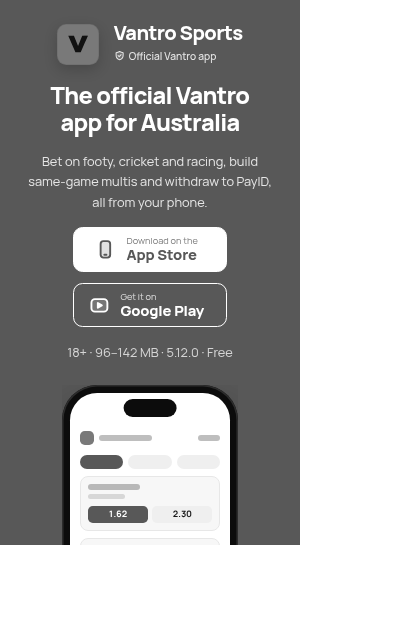 V
Vantro Sports
Official Vantro app
The official Vantro
app for Australia
Bet on footy, cricket and racing, build
same-game multis and withdraw to PayID,
all from your phone.
Download on the
App Store
Get it on
Google Play
18+ · 96–142 MB · 5.12.0 · Free
1.62
2.30